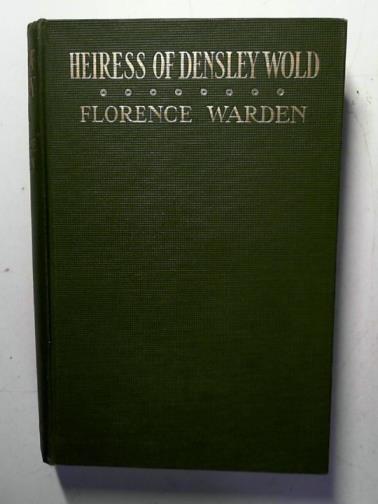 HEIRESS OF DENSLEY WOLD
FLORENCE WARDEN